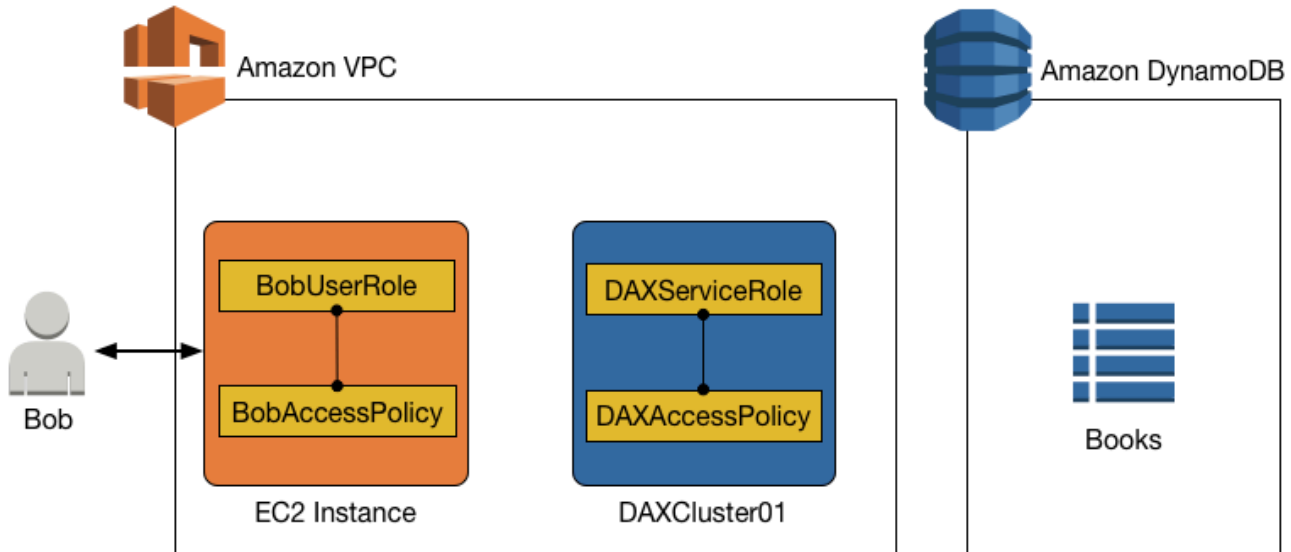 Amazon VPC
Amazon DynamoDB
BobUserRole
DAXServiceRole
BobAccessPolicy
DAXAccessPolicy
Bob
Books
EC2 Instance
DAXCluster01